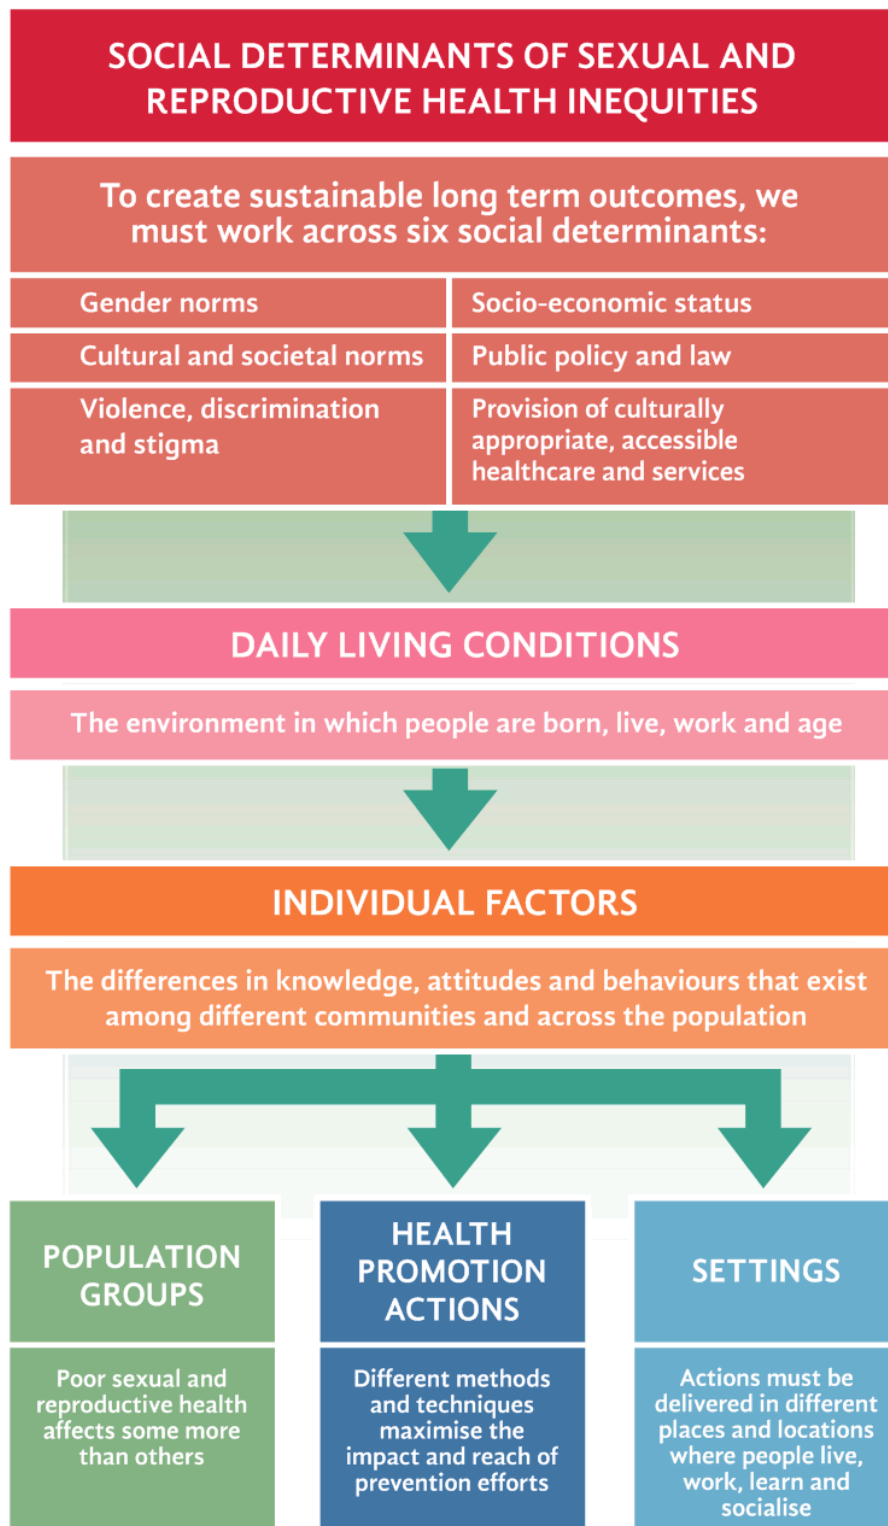 SOCIAL DETERMINANTS OF SEXUAL AND
REPRODUCTIVE HEALTH INEQUITIES
To create sustainable long term outcomes, we
must work across six social determinants:
Gender norms
Socio-economic status
Cultural and societal norms
Public policy and law
Violence, discrimination
and stigma
Provision of culturally
appropriate, accessible
healthcare and services
DAILY LIVING CONDITIONS
The environment in which people are born, live, work and age
INDIVIDUAL FACTORS
The differences in knowledge, attitudes and behaviours that exist
among different communities and across the population
POPULATION
GROUPS
Poor sexual and
reproductive health
affects some more
than others
HEALTH
PROMOTION
ACTIONS
Different methods
and techniques
maximise the
impact and reach of
prevention efforts
SETTINGS
Actions must be
delivered in different
places and locations
where people live,
work, learn and
socialise